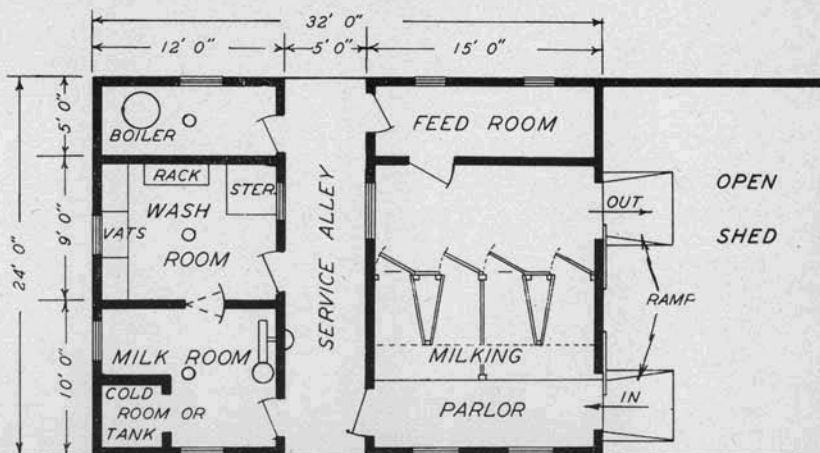 32' 0"
12' 0"
5' 0"
15' 0"
24' 0"
5' 0"
9' 0"
10' 0"
BOILER
FEED ROOM
RACK
STER.
WASH
ROOM
VATS
SERVICE ALLEY
OUT
OPEN
SHED
RAMP
MILK ROOM
MILKING
PARLOR
IN
COLD
ROOM OR
TANK